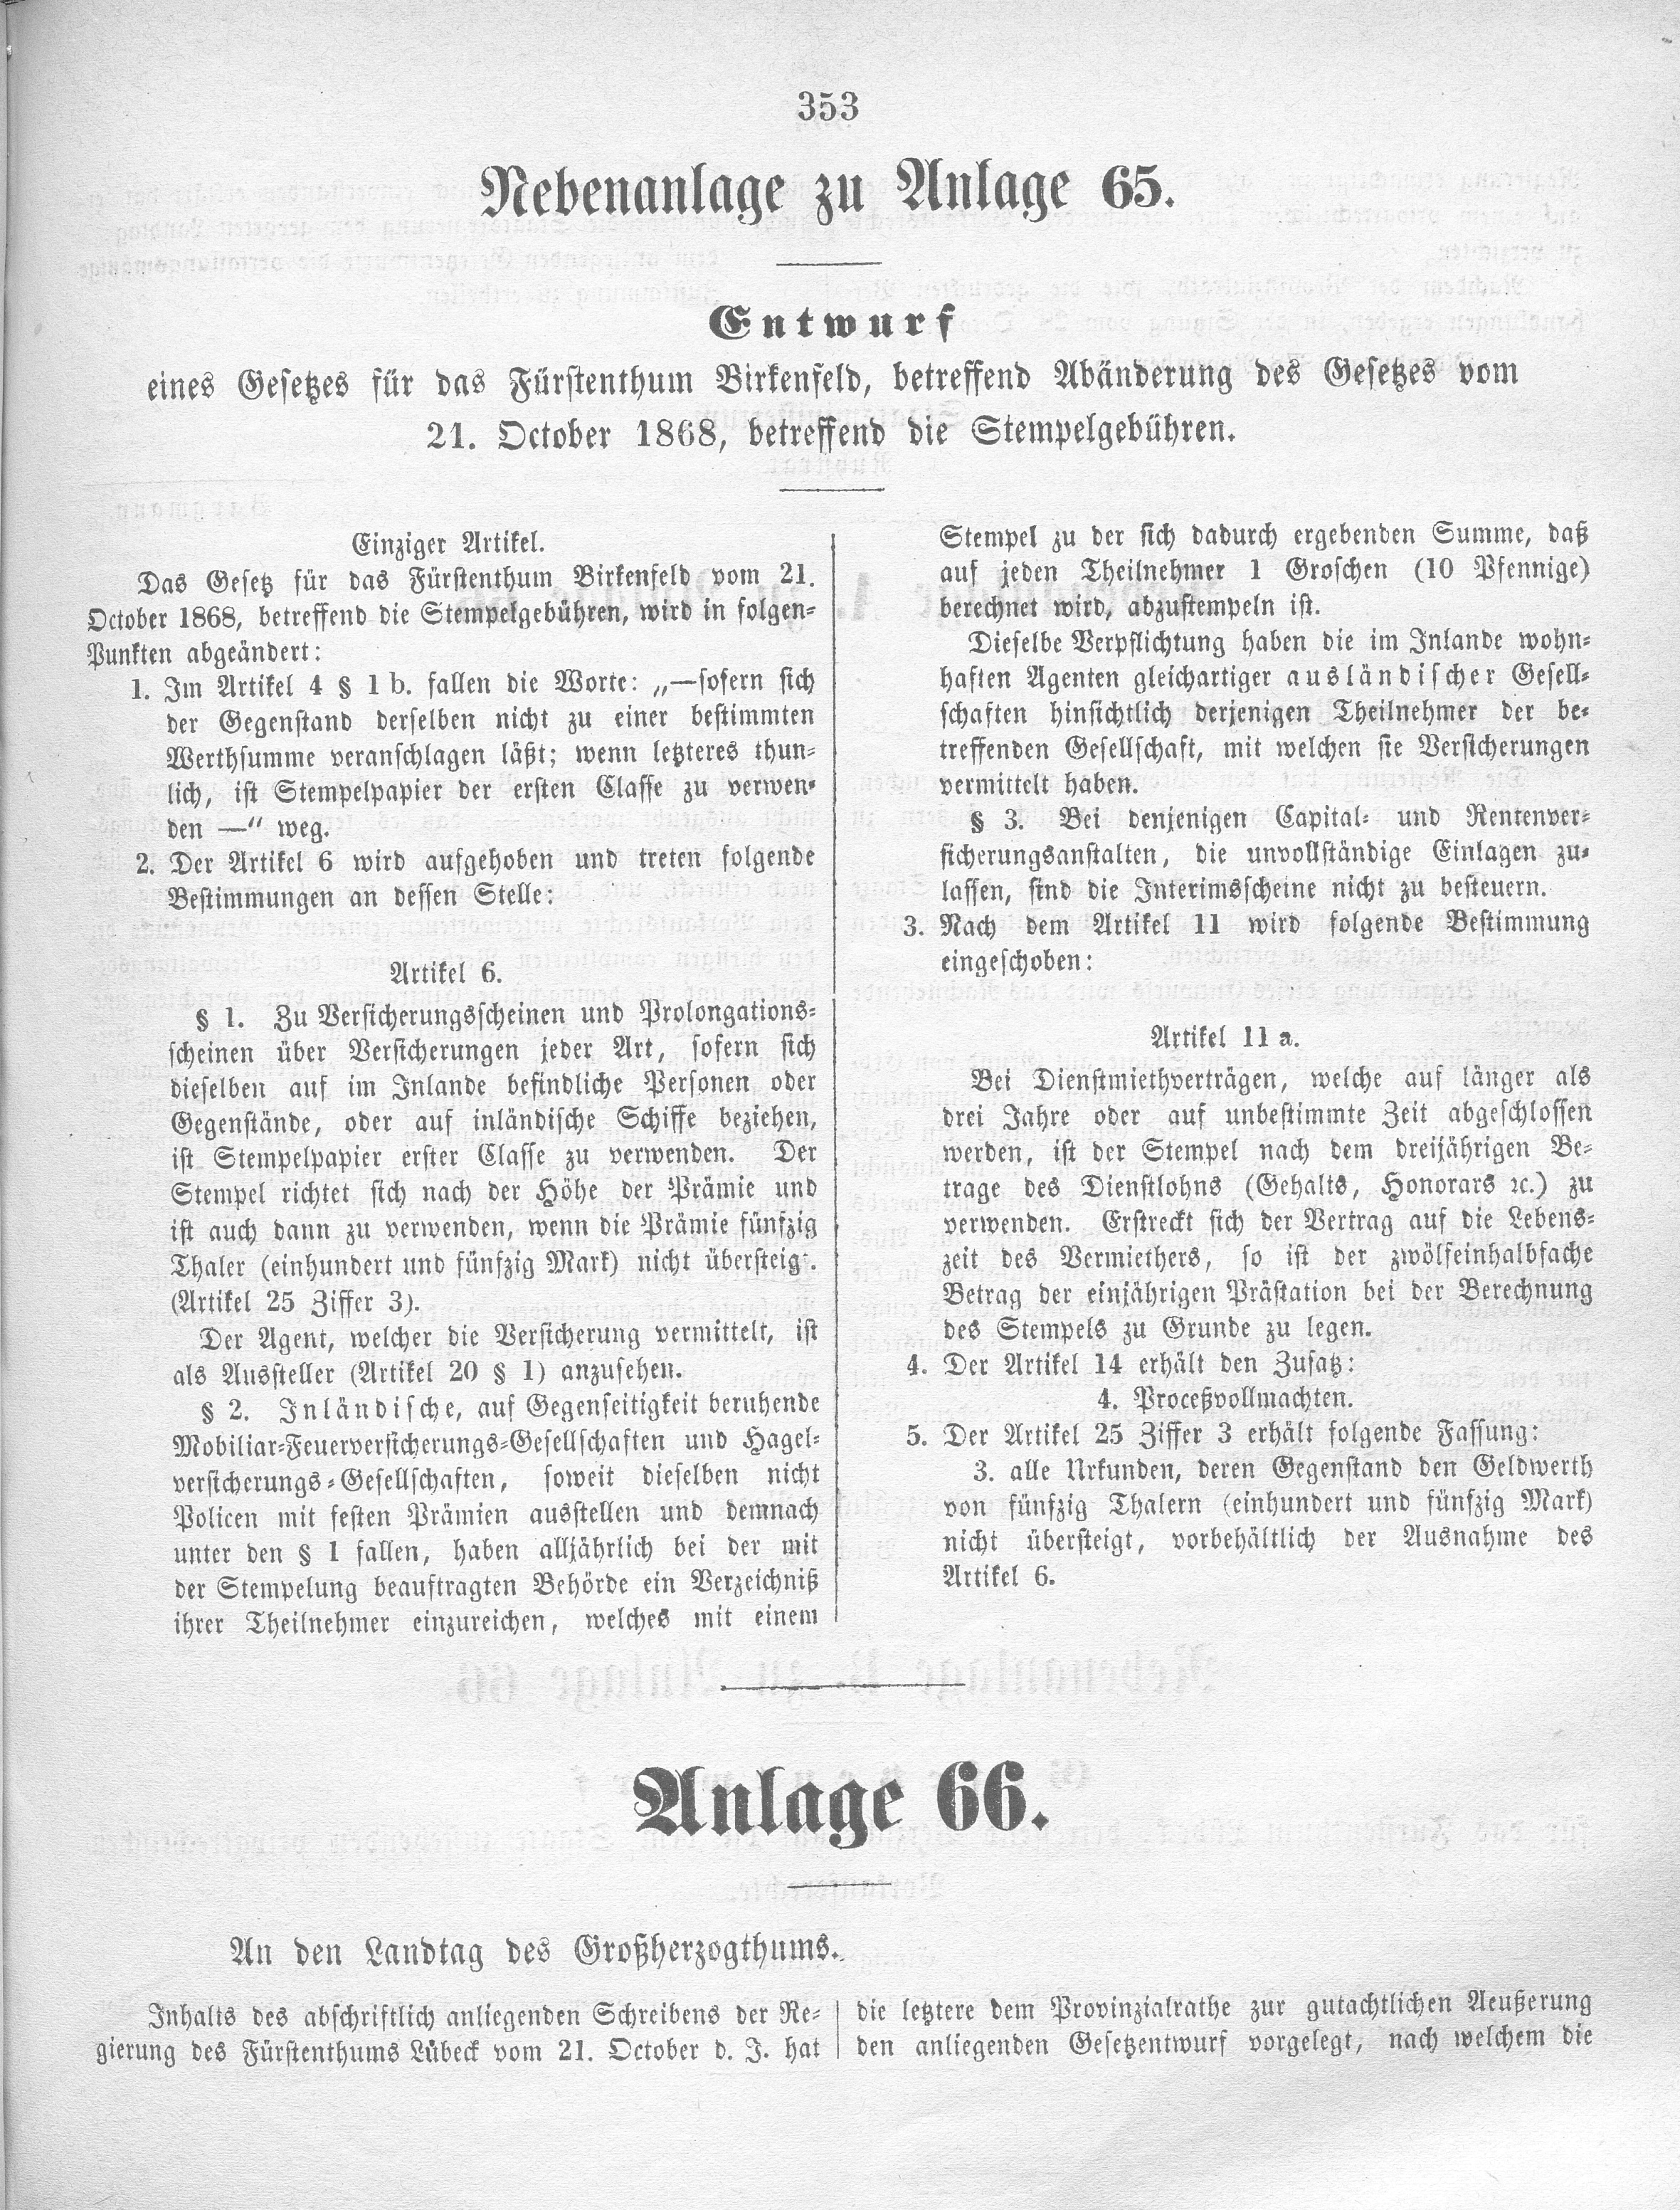 353
Nebenanlage zu Anlage 65.
Entwurf
eines Gesetzes für das Fürstenthum Birkenfeld, betreffend Abänderung des Gesetzes vom
21. October 1868, betreffend die Stempelgebühren.
Einziger Artikel.
Das Gesetz für das Fürstenthum Birkenfeld vom 21.
October 1868, betreffend die Stempelgebühren, wird in folgen-
Punkten abgeändert:
1. Im Artikel 4 § 1 b. fallen die Worte: „—sofern sich
der Gegenstand derselben nicht zu einer bestimmten
Werthsumme veranschlagen läßt; wenn letzteres thun-
lich, ist Stempelpapier der ersten Classe zu verwen-
den —“ weg.
2. Der Artikel 6 wird aufgehoben und treten folgende
Bestimmungen an dessen Stelle:
Artikel 6.
§ 1. Zu Versicherungsscheinen und Prolongations-
scheinen über Versicherungen jeder Art, sofern sich
dieselben auf im Inlande befindliche Personen oder
Gegenstände, oder auf inländische Schiffe beziehen,
ist Stempelpapier erster Classe zu verwenden. Der
Stempel richtet sich nach der Höhe der Prämie und
ist auch dann zu verwenden, wenn die Prämie fünfzig
Thaler (einhundert und fünfzig Mark) nicht übersteigt.
(Artikel 25 Ziffer 3).
Der Agent, welcher die Versicherung vermittelt, ist
als Aussteller (Artikel 20 § 1) anzusehen.
§ 2. Inländische, auf Gegenseitigkeit beruhende
Mobiliar-Feuerversicherungs-Gesellschaften und Hagel-
versicherungs-Gesellschaften, soweit dieselben nicht
Policen mit festen Prämien ausstellen und demnach
unter den § 1 fallen, haben alljährlich bei der mit
der Stempelung beauftragten Behörde ein Verzeichniß
ihrer Theilnehmer einzureichen, welches mit einem
Stempel zu der sich dadurch ergebenden Summe, daß
auf jeden Theilnehmer 1 Groschen (10 Pfennige)
berechnet wird, abzustempeln ist.
Dieselbe Verpflichtung haben die im Inlande wohn-
haften Agenten gleichartiger ausländischer Gesell-
schaften hinsichtlich derjenigen Theilnehmer der be-
treffenden Gesellschaft, mit welchen sie Versicherungen
vermittelt haben.
§ 3. Bei denjenigen Capital- und Rentenver-
sicherungsanstalten, die unvollständige Einlagen zu-
lassen, sind die Interimsscheine nicht zu besteuern.
3. Nach dem Artikel 11 wird folgende Bestimmung
eingeschoben:
Artikel 11 a.
Bei Dienstmiethverträgen, welche auf länger als
drei Jahre oder auf unbestimmte Zeit abgeschlossen
werden, ist der Stempel nach dem dreijährigen Be-
trage des Dienstlohns (Gehalts, Honorars ꝛc.) zu
verwenden. Erstreckt sich der Vertrag auf die Lebens-
zeit des Vermiethers, so ist der zwölfeinhalbfache
Betrag der einjährigen Prästation bei der Berechnung
des Stempels zu Grunde zu legen.
4. Der Artikel 14 erhält den Zusatz:
4. Proceßvollmachten.
5. Der Artikel 25 Ziffer 3 erhält folgende Fassung:
3. alle Urkunden, deren Gegenstand den Geldwerth
von fünfzig Thalern (einhundert und fünfzig Mark)
nicht übersteigt, vorbehältlich der Ausnahme des
Artikel 6.
Anlage 66.
An den Landtag des Großherzogthums.
Inhalts des abschriftlich anliegenden Schreibens der Re-
gierung des Fürstenthums Lübeck vom 21. October d. J. hat
die letztere dem Provinzialrathe zur gutachtlichen Aeußerung
den anliegenden Gesetzentwurf vorgelegt, nach welchem die